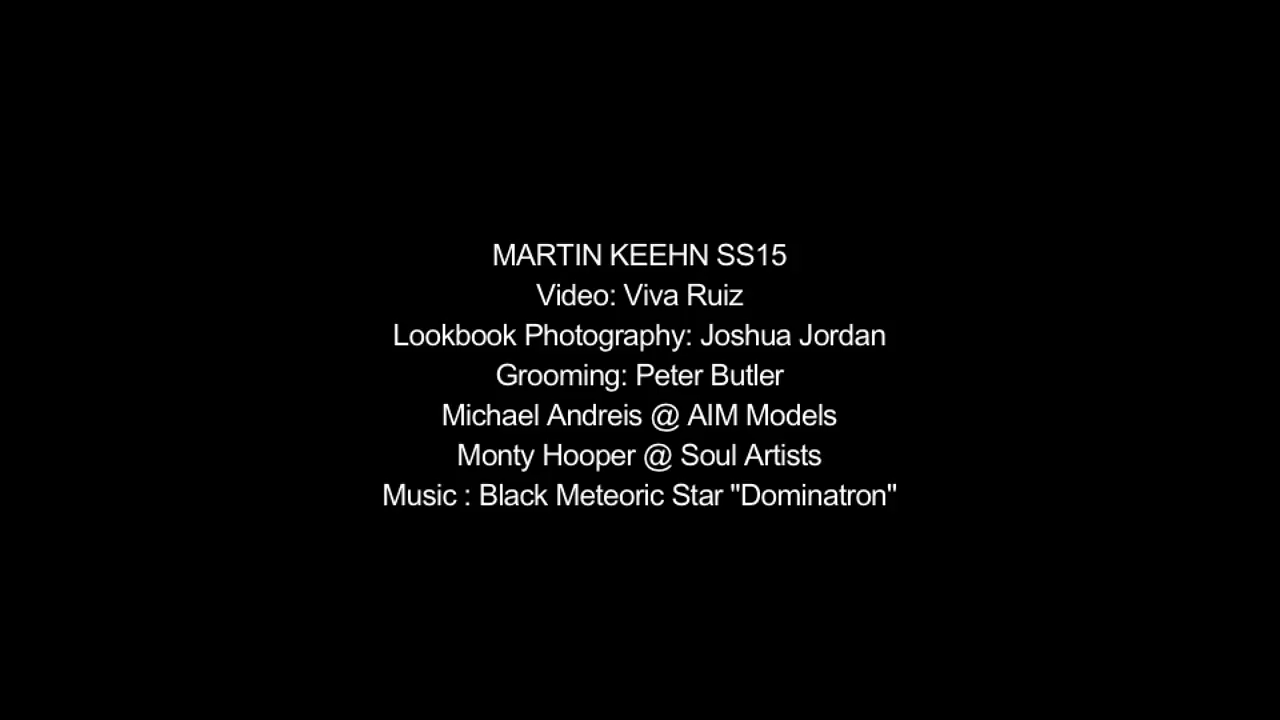 MARTIN KEEHN SS15
Video: Viva Ruiz
Lookbook Photography: Joshua Jordan
Grooming: Peter Butler
Michael Andreis @ AIM Models
Monty Hooper @ Soul Artists
Music : Black Meteoric Star "Dominatron"